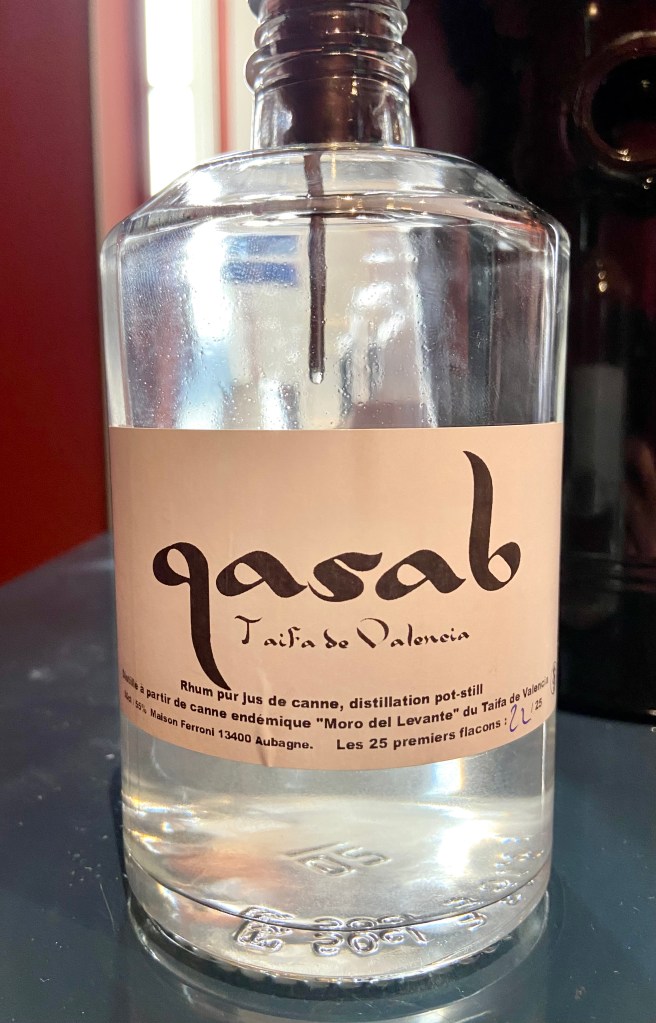 qasab
Taifa de Valencia
Rhum pur jus de canne, distillation pot-still
à partir de canne endémique "Moro del Levante" du Taifa de Valencia
Maison Ferroni 13400 Aubagne. Les 25 premiers flacons : 22 / 25